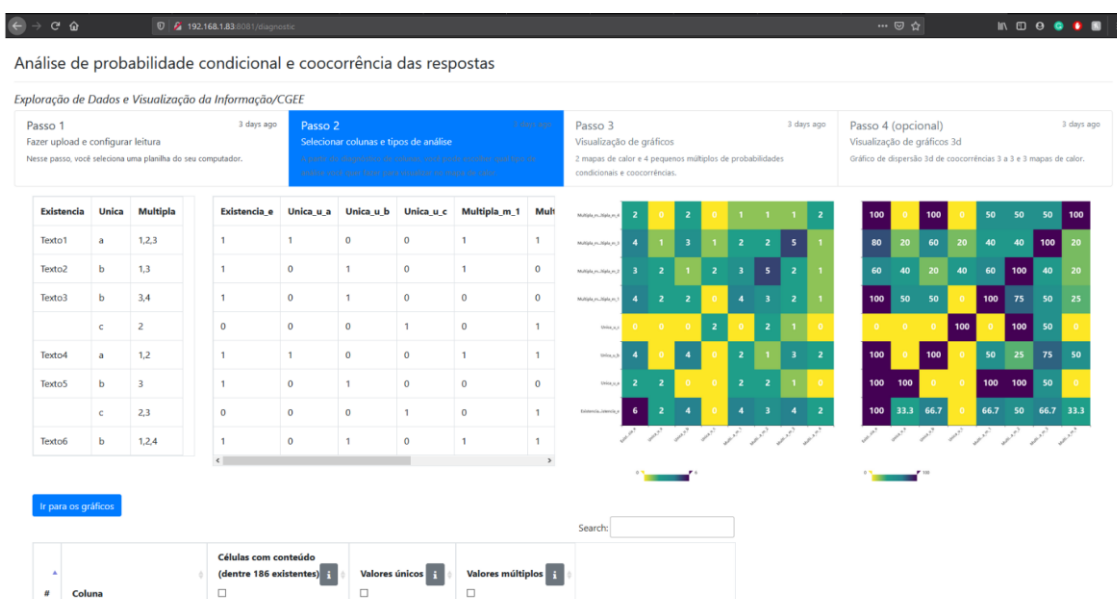 192.168.1.83:8081/diagnostic
Análise de probabilidade condicional e coocorrência das respostas
Exploração de Dados e Visualização da Informação/CGEE
Passo 1 3 days ago
Fazer upload e configurar leitura
Nesse passo, você seleciona uma planilha do seu computador.
Passo 2 3 days ago
Selecionar colunas e tipos de análise
Passo 3 3 days ago
Visualização de gráficos
2 mapas de calor e 4 pequenos múltiplos de probabilidades
condicionais e coocorrências.
Passo 4 (opcional) 3 days ago
Visualização de gráficos 3d
Gráfico de dispersão 3d de coocorrências 3 a 3 e 3 mapas de calor.
Existencia Unica Multipla
Texto1 a 1,2,3
Texto2 b 1,3
Texto3 b 3,4
c 2
Texto4 a 1,2
Texto5 b 3
c 2,3
Texto6 b 1,2,4
Existencia_e Unica_u_a Unica_u_b Unica_u_c Multipla_m_1 Mult
1 1 0 0 1 1
1 0 1 0 1 0
1 0 1 0 0 0
0 0 0 1 0 1
1 1 0 0 1 1
1 0 1 0 0 0
0 0 0 1 0 1
1 0 1 0 1 1
2 0 2 0 1 1 1 2
4 1 3 1 2 2 5 1
3 2 1 2 3 5 2 1
4 2 2 0 4 3 2 1
0 0 0 2 0 2 1 0
4 0 4 0 2 1 3 2
2 2 0 0 2 2 1 0
6 2 4 0 4 3 4 2
100 0 100 0 50 50 50 100
80 20 60 20 40 40 100 20
60 40 20 40 60 100 40 20
100 50 50 0 100 75 50 25
0 0 0 100 0 100 50 0
100 0 100 0 50 25 75 50
100 100 0 0 100 100 50 0
100 33.3 66.7 0 66.7 50 66.7 33.3
0 6
0 100
Ir para os gráficos
Search:
# Coluna
Células com conteúdo
(dentre 186 existentes) i
Valores únicos i
Valores múltiplos i